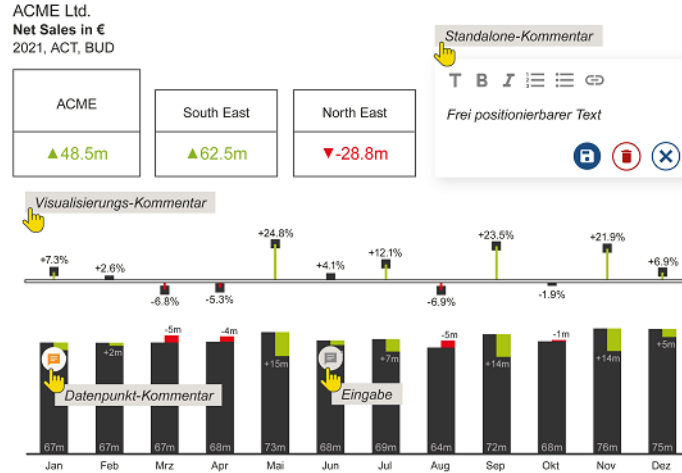 ACME Ltd.
Net Sales in €
2021, ACT, BUD
Standalone-Kommentar
T B I
Frei positionierbarer Text
ACME
South East
North East
▲48.5m
▲62.5m
▼-28.8m
Visualisierungs-Kommentar
+7.3%
+2.6%
-6.8%
-5.3%
+24.8%
+4.1%
+12.1%
-6.9%
+23.5%
-1.9%
+21.9%
+6.9%
+2m
-5m
-4m
+15m
+7m
-5m
+14m
-1m
+14m
+5m
Datenpunkt-Kommentar
Eingabe
67m 67m 67m 68m 73m 68m 69m 64m 72m 68m 76m 75m
Jan Feb Mrz Apr Mai Jun Jul Aug Sep Okt Nov Dez